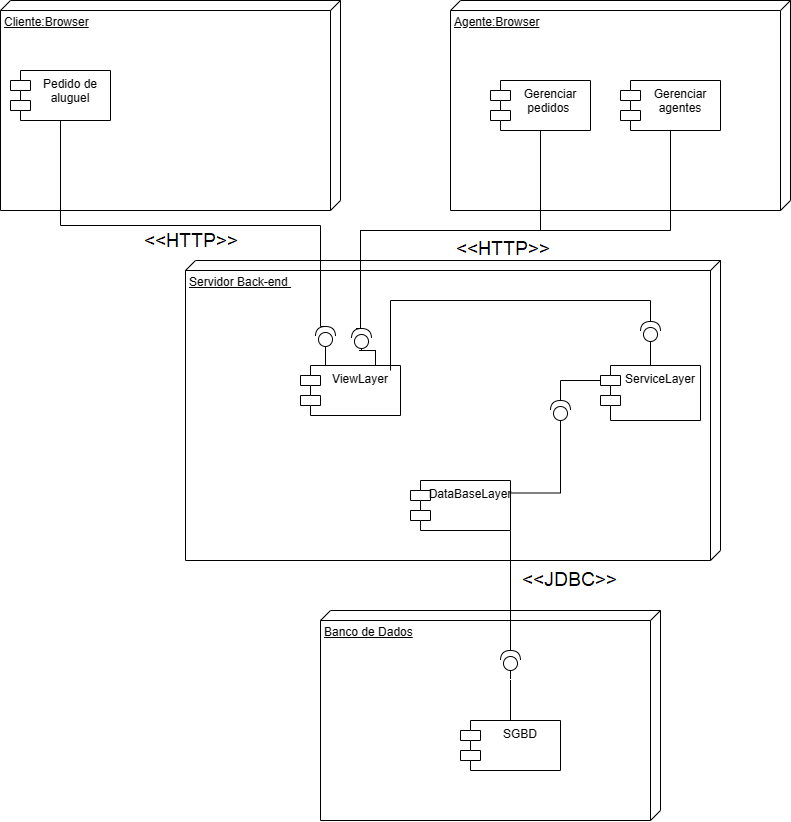 Cliente:Browser
Agente:Browser
Pedido de
aluguel
Gerenciar
pedidos
Gerenciar
agentes
<<HTTP>>
<<HTTP>>
Servidor Back-end
ViewLayer
ServiceLayer
DataBaseLayer
<<JDBC>>
Banco de Dados
SGBD